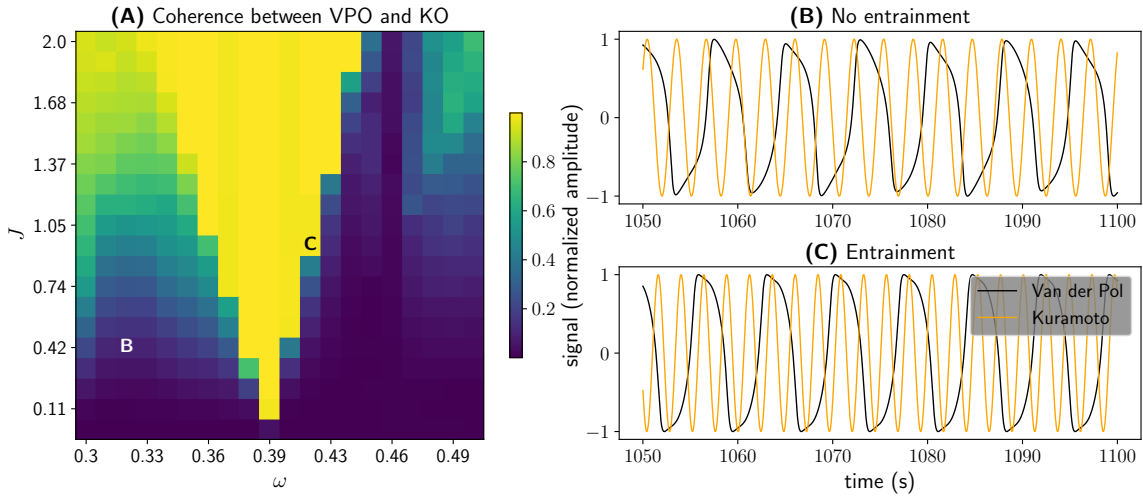 (A) Coherence between VPO and KO
2.0
1.68
1.37
1.05
0.74
0.42
0.11
J
B
C
0.3 0.33 0.36 0.39 0.43 0.46 0.49
ω
0.8
0.6
0.4
0.2
signal (normalized amplitude)
(B) No entrainment
1
0
−1
1050 1060 1070 1080 1090 1100
(C) Entrainment
1
0
−1
Van der Pol
Kuramoto
1050 1060 1070 1080 1090 1100
time (s)